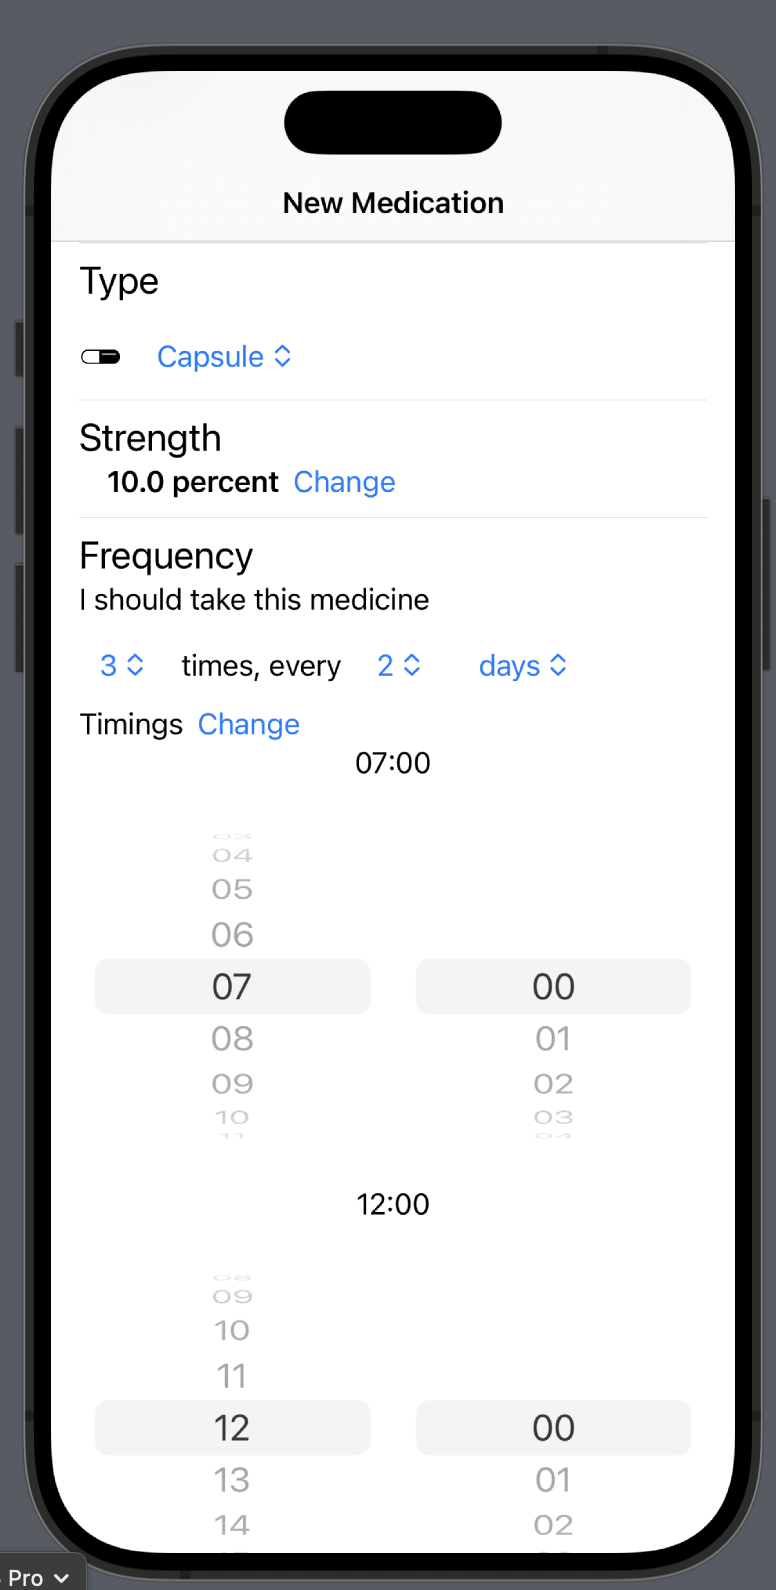 New Medication
Type
Capsule
Strength
10.0 percent Change
Frequency
I should take this medicine
3 times, every 2 days
Timings Change
07:00
03
04
05
06
07 00
08 01
09 02
10 03
11 04
12:00
08
09
10
11
12 00
13 01
14 02
Pro